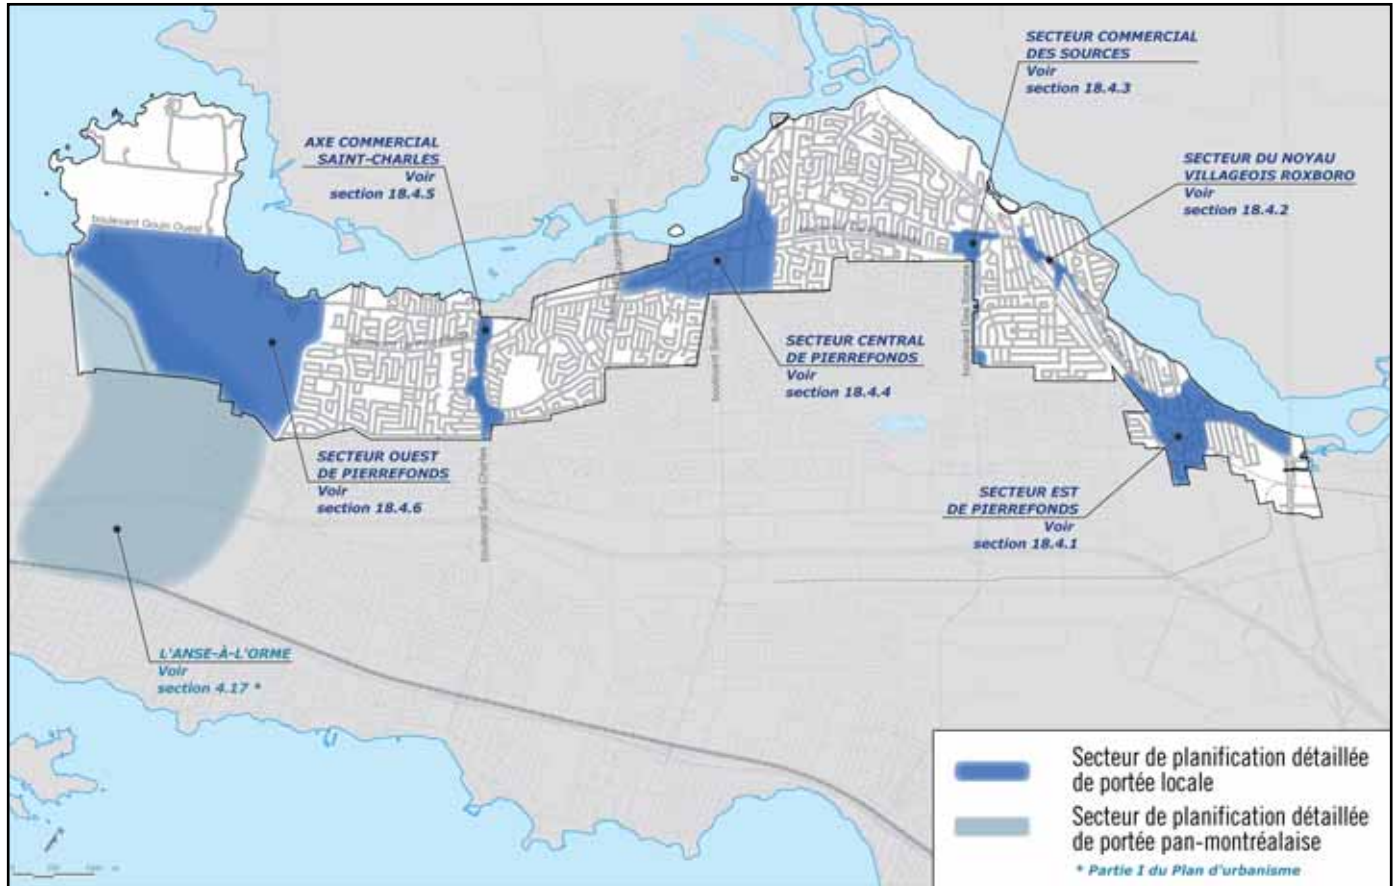 SECTEUR COMMERCIAL
DES SOURCES
Voir
section 18.4.3
AXE COMMERCIAL
SAINT-CHARLES
Voir
section 18.4.5
SECTEUR DU NOYAU
VILLAGEOIS ROXBORO
Voir
section 18.4.2
boulevard Gouin Ouest
SECTEUR CENTRAL
DE PIERREFONDS
Voir
section 18.4.4
boulevard Saint-Jean
boulevard Des Sources
SECTEUR OUEST
DE PIERREFONDS
Voir
section 18.4.6
boulevard Saint-Charles
SECTEUR EST
DE PIERREFONDS
Voir
section 18.4.1
L'ANSE-À-L'ORME
Voir
section 4.17 *
Secteur de planification détaillée
de portée locale
Secteur de planification détaillée
de portée pan-montréalaise
* Partie I du Plan d'urbanisme